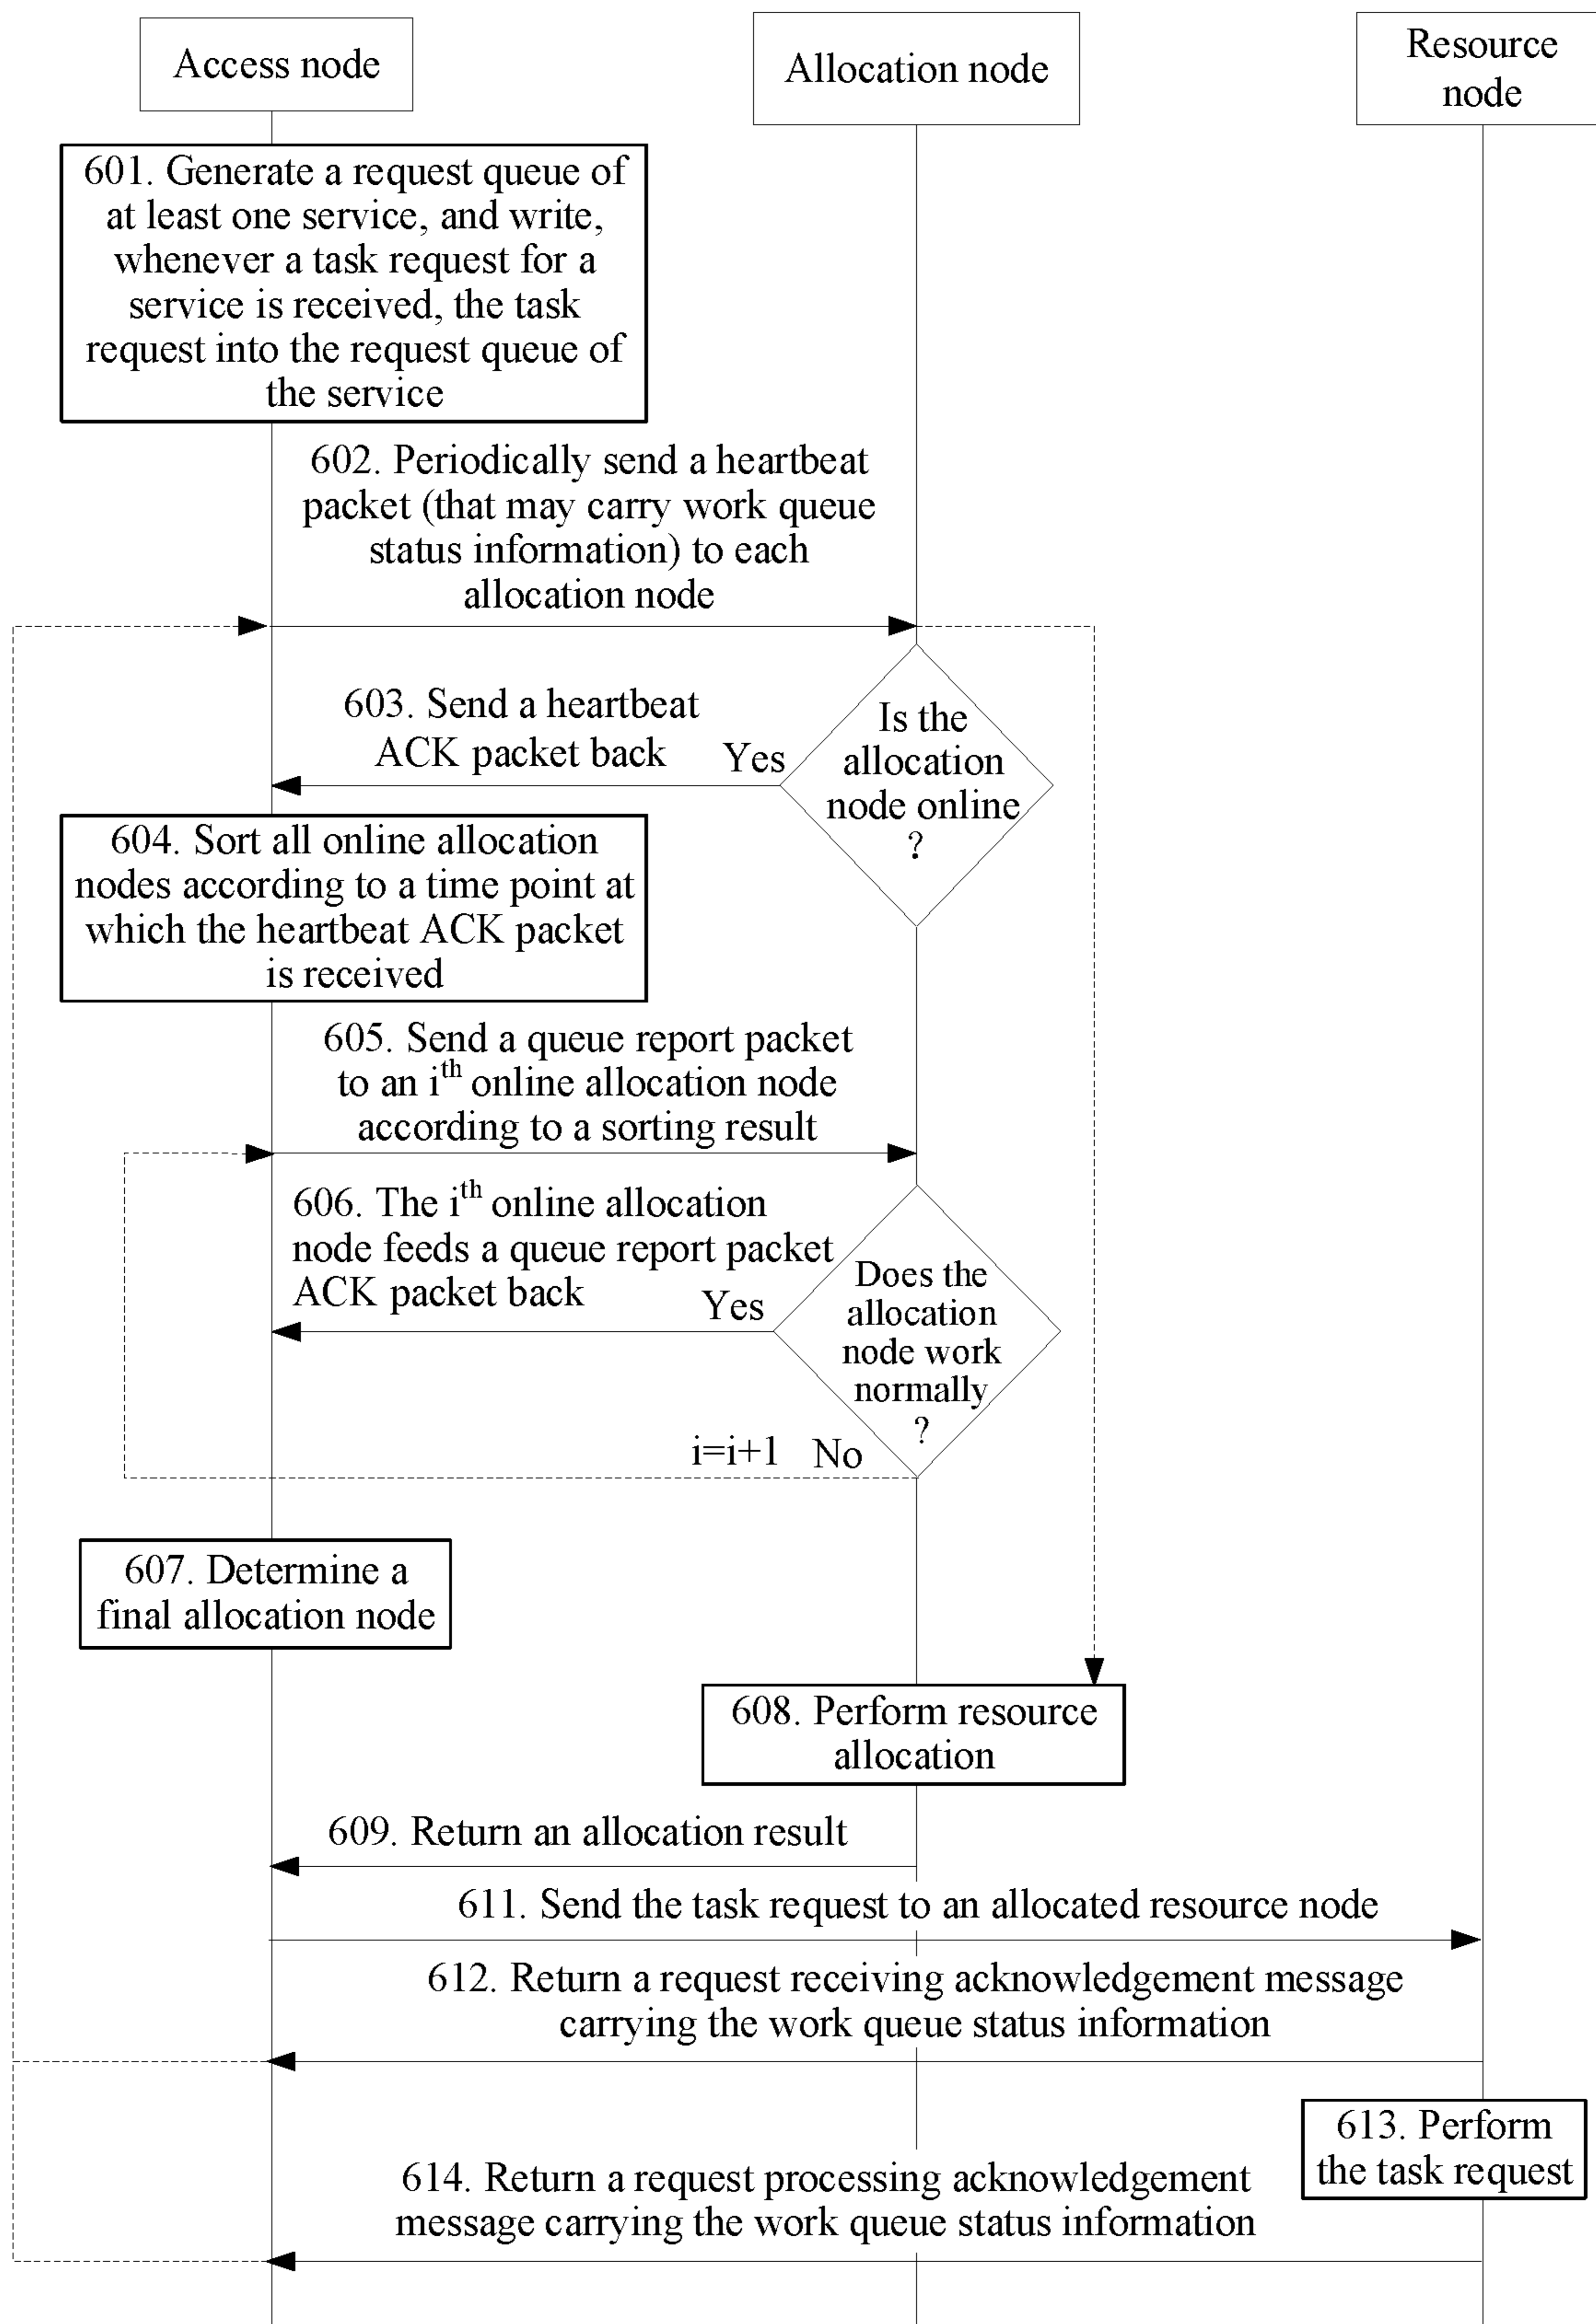 Access node
Allocation node
Resource
node
601. Generate a request queue of
at least one service, and write,
whenever a task request for a
service is received, the task
request into the request queue of
the service
602. Periodically send a heartbeat
packet (that may carry work queue
status information) to each
allocation node
603. Send a heartbeat
ACK packet back
Yes
Is the
allocation
node online
?
604. Sort all online allocation
nodes according to a time point at
which the heartbeat ACK packet
is received
605. Send a queue report packet
to an i^th online allocation node
according to a sorting result
606. The i^th online allocation
node feeds a queue report packet
ACK packet back
Yes
Does the
allocation
node work
normally
?
i=i+1 No
607. Determine a
final allocation node
608. Perform resource
allocation
609. Return an allocation result
611. Send the task request to an allocated resource node
612. Return a request receiving acknowledgement message
carrying the work queue status information
613. Perform
the task request
614. Return a request processing acknowledgement
message carrying the work queue status information